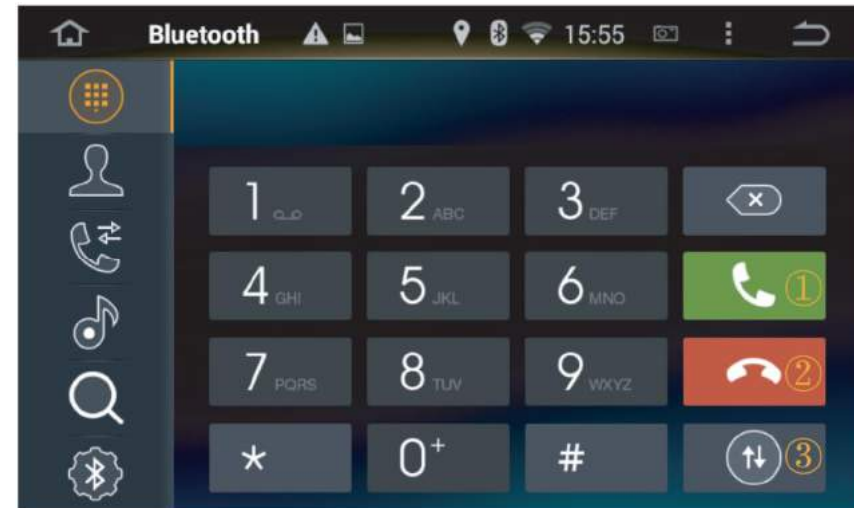 Bluetooth 15:55
1 2 ABC 3 DEF
4 GHI 5 JKL 6 MNO ①
7 PQRS 8 TUV 9 WXYZ ②
* 0+ # ③